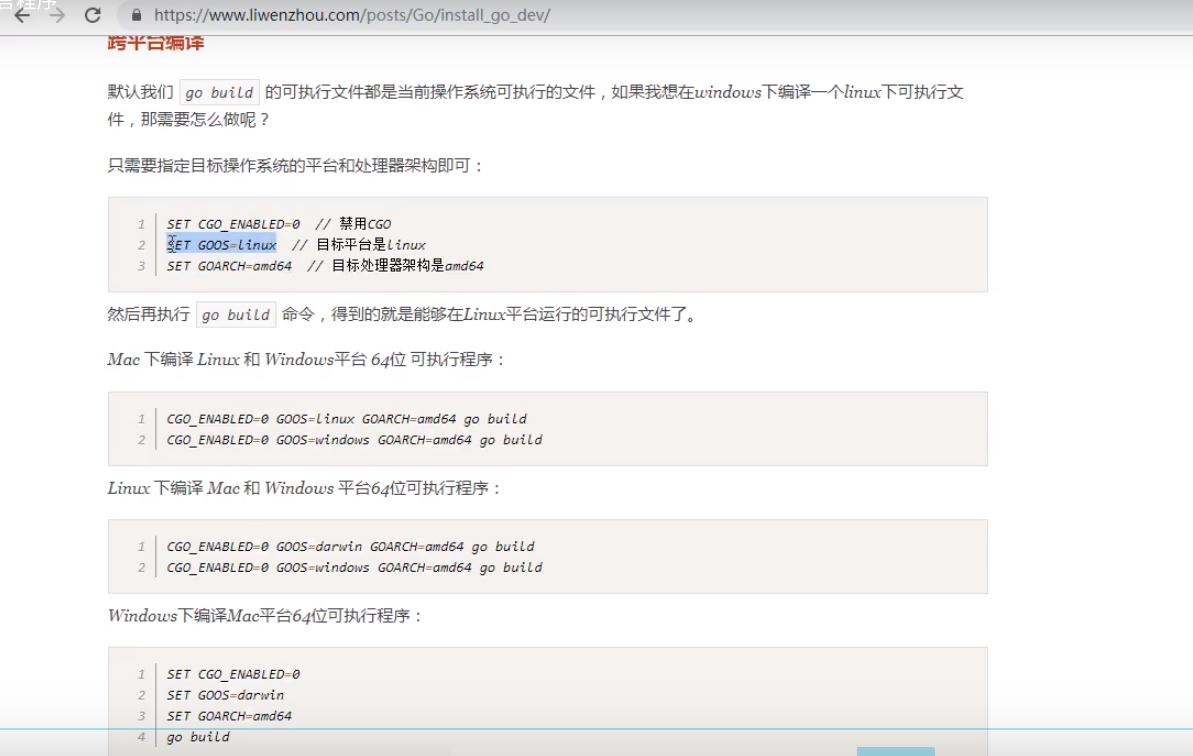 言程序
https://www.liwenzhou.com/posts/Go/install_go_dev/
跨平台编译
默认我们 go build 的可执行文件都是当前操作系统可执行的文件，如果我想在windows下编译一个linux下可执行文
件，那需要怎么做呢？
只需要指定目标操作系统的平台和处理器架构即可：
1 SET CGO_ENABLED=0 // 禁用CGO
2 SET GOOS=linux // 目标平台是linux
3 SET GOARCH=amd64 // 目标处理器架构是amd64
然后再执行 go build 命令，得到的就是能够在Linux平台运行的可执行文件了。
Mac 下编译 Linux 和 Windows平台 64位 可执行程序：
1 CGO_ENABLED=0 GOOS=linux GOARCH=amd64 go build
2 CGO_ENABLED=0 GOOS=windows GOARCH=amd64 go build
Linux 下编译 Mac 和 Windows 平台64位可执行程序：
1 CGO_ENABLED=0 GOOS=darwin GOARCH=amd64 go build
2 CGO_ENABLED=0 GOOS=windows GOARCH=amd64 go build
Windows下编译Mac平台64位可执行程序：
1 SET CGO_ENABLED=0
2 SET GOOS=darwin
3 SET GOARCH=amd64
4 go build